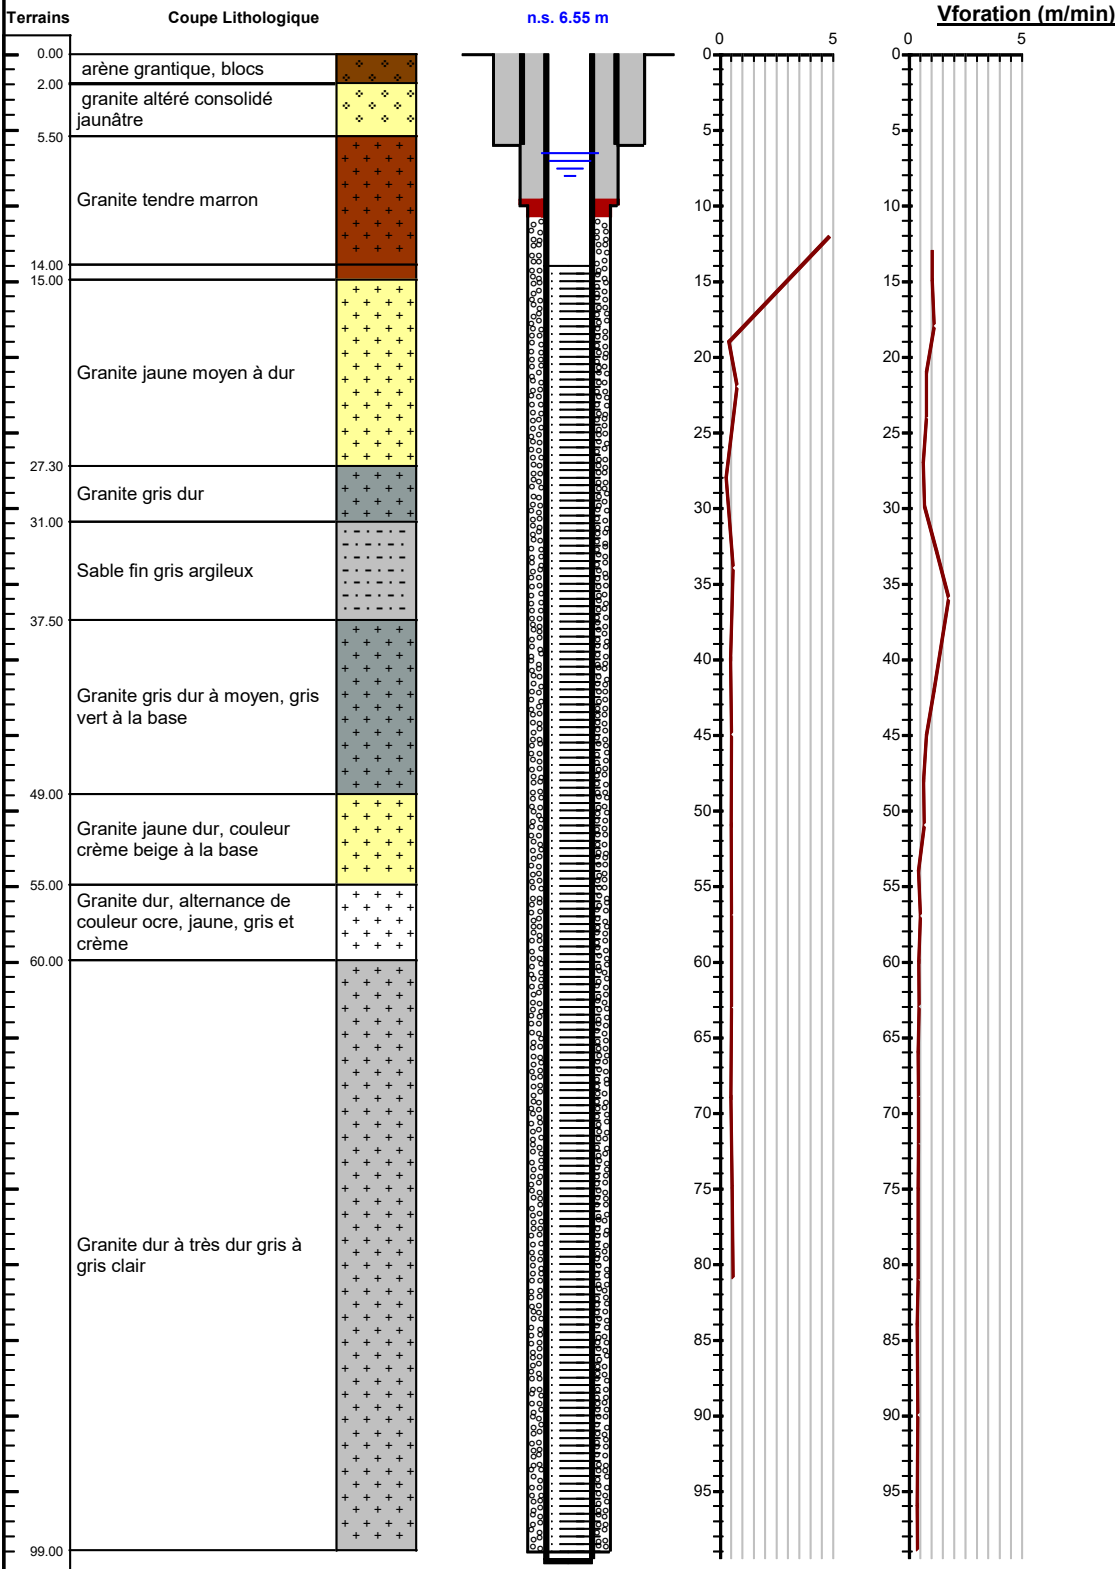 Terrains
Coupe Lithologique
n.s. 6.55 m
Vforation (m/min)
0.00
arène grantique, blocs
2.00
granite altéré consolidé
jaunâtre
5.50
Granite tendre marron
14.00
15.00
Granite jaune moyen à dur
27.30
Granite gris dur
31.00
Sable fin gris argileux
37.50
Granite gris dur à moyen, gris
vert à la base
49.00
Granite jaune dur, couleur
crème beige à la base
55.00
Granite dur, alternance de
couleur ocre, jaune, gris et
crème
60.00
Granite dur à très dur gris à
gris clair
99.00
0 5
0
5
10
15
20
25
30
35
40
45
50
55
60
65
70
75
80
85
90
95
0 5
0
5
10
15
20
25
30
35
40
45
50
55
60
65
70
75
80
85
90
95